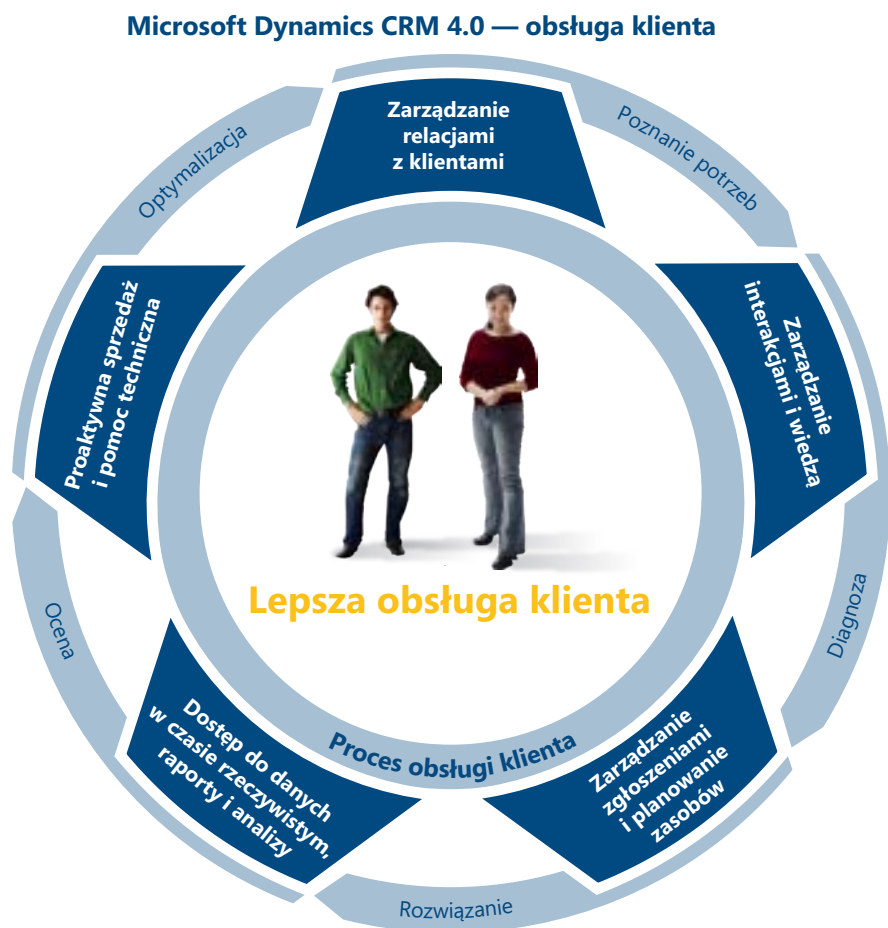 Microsoft Dynamics CRM 4.0 — obsługa klienta
Zarządzanie
relacjami
z klientami
Poznanie potrzeb
Zarządzanie
interakcjami i wiedzą
Diagnoza
Zarządzanie
zgłoszeniami
i planowanie
zasobów
Rozwiązanie
Dostęp do danych
w czasie rzeczywistym,
raporty i analizy
Ocena
Proaktywna sprzedaż
i pomoc techniczna
Optymalizacja
Lepsza obsługa klienta
Proces obsługi klienta